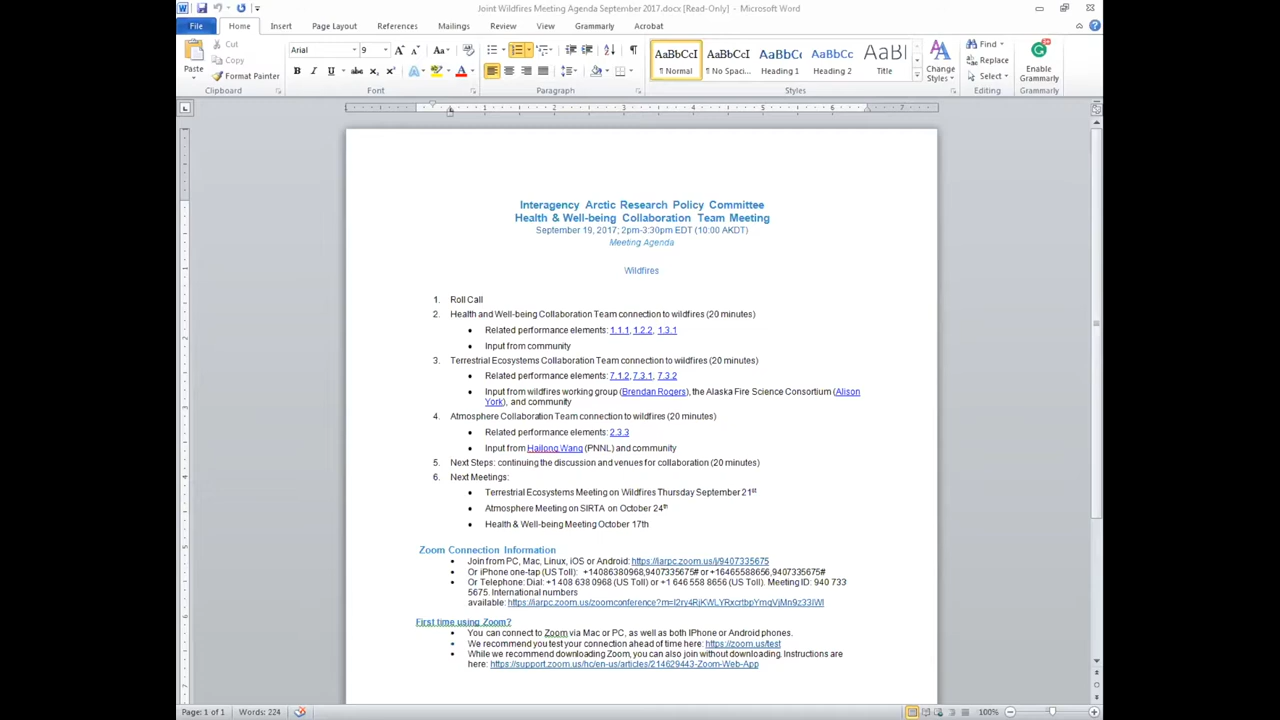 Joint Wildfires Meeting Agenda September 2017.docx [Read-Only] - Microsoft Word
File Home Insert Page Layout References Mailings Review View Grammarly Acrobat
Paste
Cut
Copy
Format Painter
Clipboard
Arial 9
Font
Paragraph
AaBbCcI AaBbCcI AaBbCc AaBbCc AaBl
¶ Normal ¶ No Spaci... Heading 1 Heading 2 Title
Change Styles
Styles
Find
Replace
Select
Editing
Enable Grammarly
Grammarly
1 2 3 4 5 6 7
Interagency Arctic Research Policy Committee
Health & Well-being Collaboration Team Meeting
September 19, 2017; 2pm-3:30pm EDT (10:00 AKDT)
Meeting Agenda
Wildfires
1. Roll Call
2. Health and Well-being Collaboration Team connection to wildfires (20 minutes)
• Related performance elements: 1.1.1, 1.2.2, 1.3.1
• Input from community
3. Terrestrial Ecosystems Collaboration Team connection to wildfires (20 minutes)
• Related performance elements: 7.1.2, 7.3.1, 7.3.2
• Input from wildfires working group (Brendan Rogers), the Alaska Fire Science Consortium (Alison
York), and community
4. Atmosphere Collaboration Team connection to wildfires (20 minutes)
• Related performance elements: 2.3.3
• Input from Hailong Wang (PNNL) and community
5. Next Steps: continuing the discussion and venues for collaboration (20 minutes)
6. Next Meetings:
• Terrestrial Ecosystems Meeting on Wildfires Thursday September 21st
• Atmosphere Meeting on SIRTA on October 24th
• Health & Well-being Meeting October 17th
Zoom Connection Information
• Join from PC, Mac, Linux, iOS or Android: https://iarpc.zoom.us/j/9407335675
• Or iPhone one-tap (US Toll): +14086380968,9407335675# or +16465588656,9407335675#
• Or Telephone: Dial: +1 408 638 0968 (US Toll) or +1 646 558 8656 (US Toll). Meeting ID: 940 733
5675. International numbers
available: https://iarpc.zoom.us/zoomconference?m=I2ry4RjKWLYRxcrtbpYmqVjMn9z33IWI
First time using Zoom?
• You can connect to Zoom via Mac or PC, as well as both IPhone or Android phones.
• We recommend you test your connection ahead of time here: https://zoom.us/test
• While we recommend downloading Zoom, you can also join without downloading. Instructions are
here: https://support.zoom.us/hc/en-us/articles/214629443-Zoom-Web-App
Page: 1 of 1 Words: 224 100%